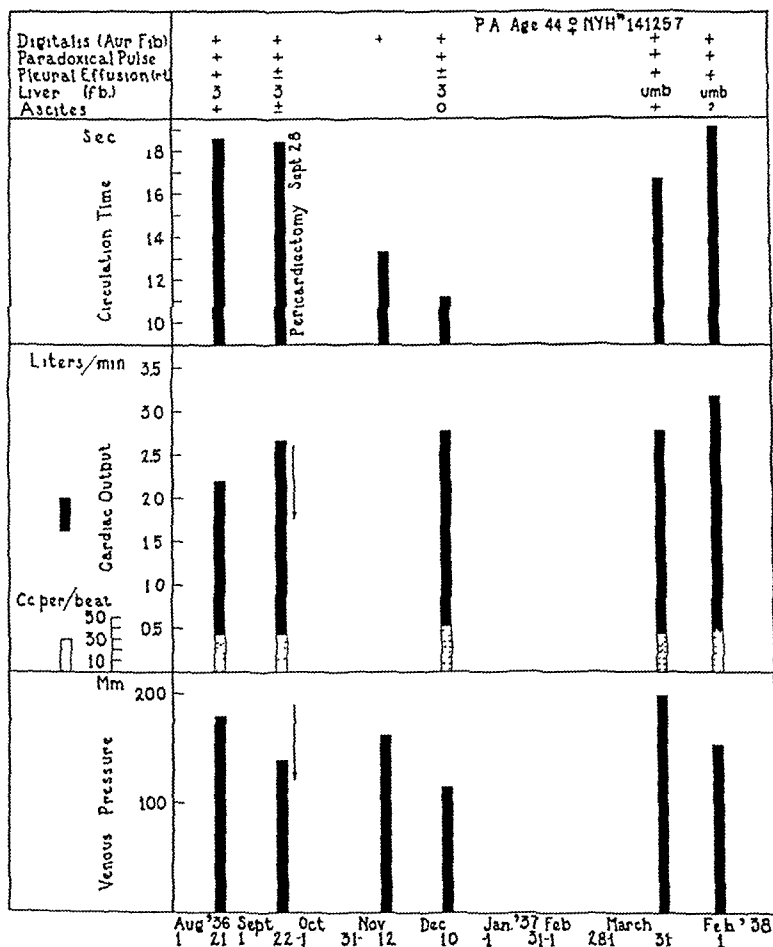 P A Age 44 ♀ NYH # 141257
Digitalis (Aur Fib) + + + + + +
Paradoxical Pulse + + + + +
Pleural Effusion (rt) + ± ± + +
Liver (fb.) 3 3 3 umb umb
Ascites + ± 0 + ?
Sec
18
16
14
12
10
Circulation Time
Pericardiectomy Sept 28
Liters/min
3.5
3.0
2.5
2.0
1.5
1.0
0.5
Cardiac Output
Cc per/beat
50
30
10
Mm
200
100
Venous Pressure
Aug '36 Sept Oct Nov Dec Jan. '37 Feb March Feb. '38
1 21 1 22-1 31- 12 10 1 31-1 28-1 31 1